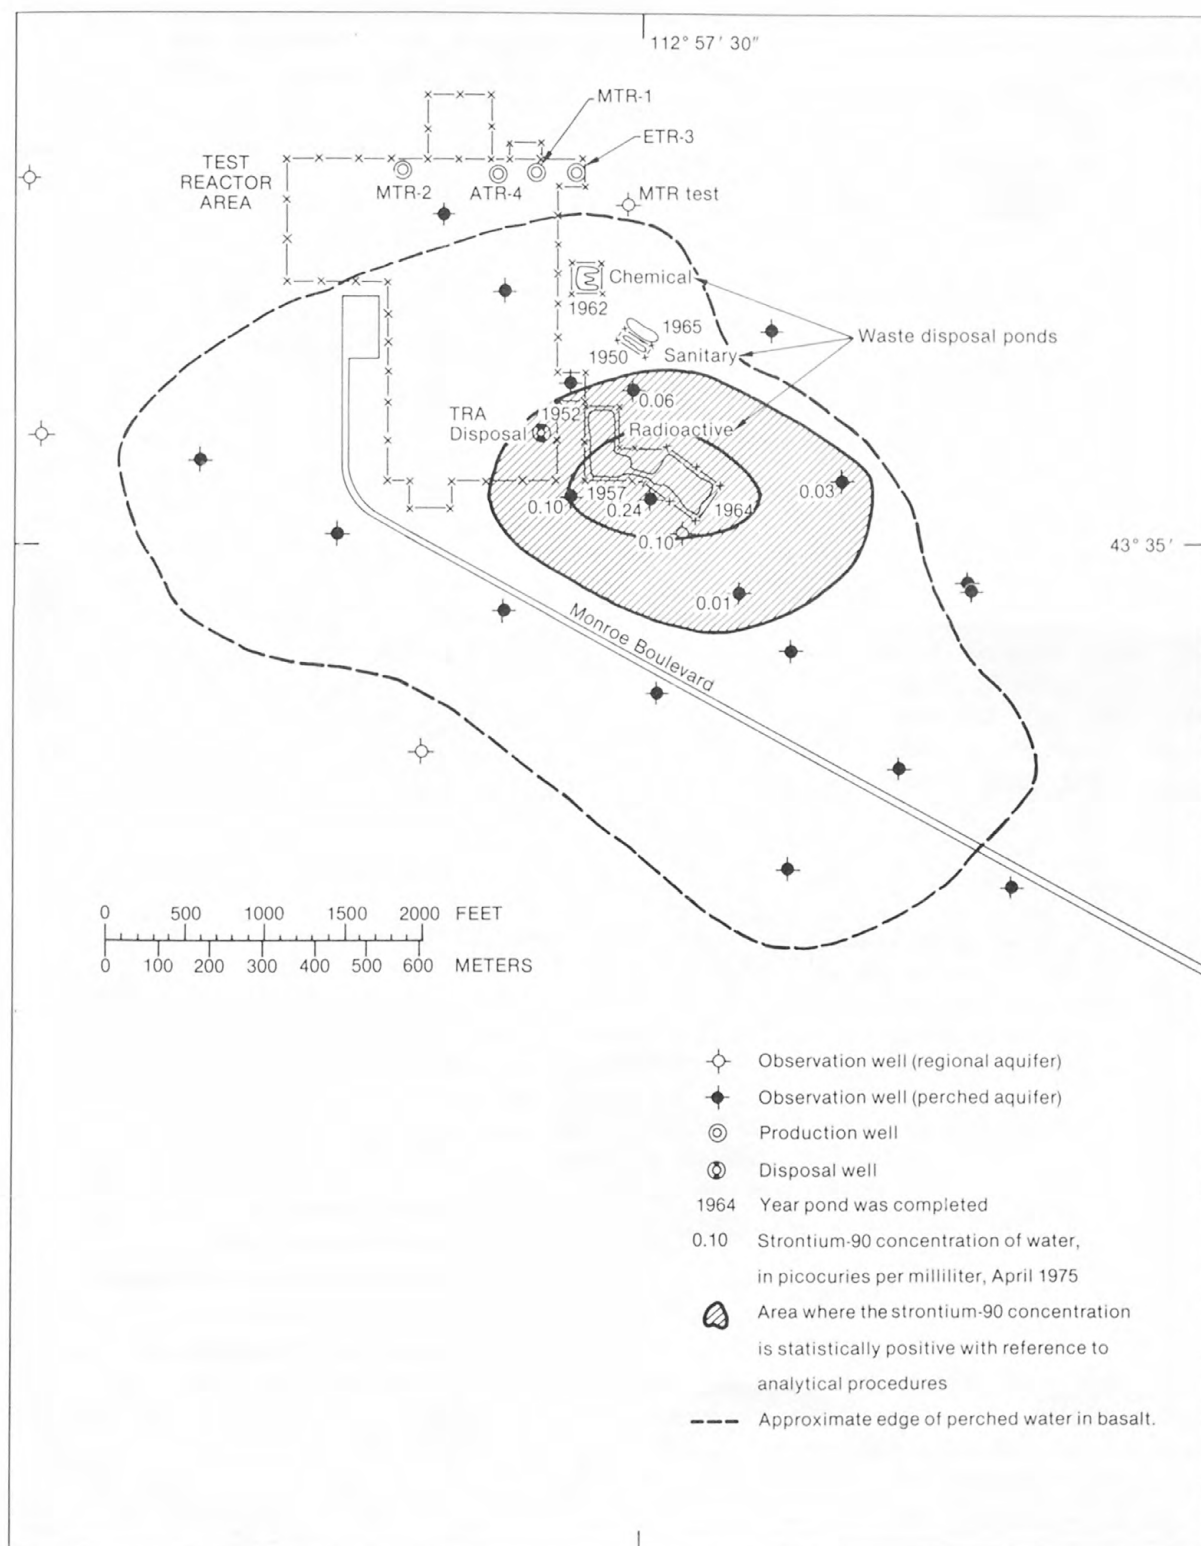 112° 57′ 30″
MTR-1
ETR-3
TEST
REACTOR
AREA
MTR-2
ATR-4
MTR test
Chemical
1962
1965
1950
Sanitary
Waste disposal ponds
0.06
TRA
Disposal
1952
Radioactive
0.03
0.10
1957
0.24
1964
0.10
43° 35′
0.01
Monroe Boulevard
0 500 1000 1500 2000 FEET
0 100 200 300 400 500 600 METERS
Observation well (regional aquifer)
Observation well (perched aquifer)
Production well
Disposal well
1964 Year pond was completed
0.10 Strontium-90 concentration of water,
in picocuries per milliliter, April 1975
Area where the strontium-90 concentration
is statistically positive with reference to
analytical procedures
Approximate edge of perched water in basalt.